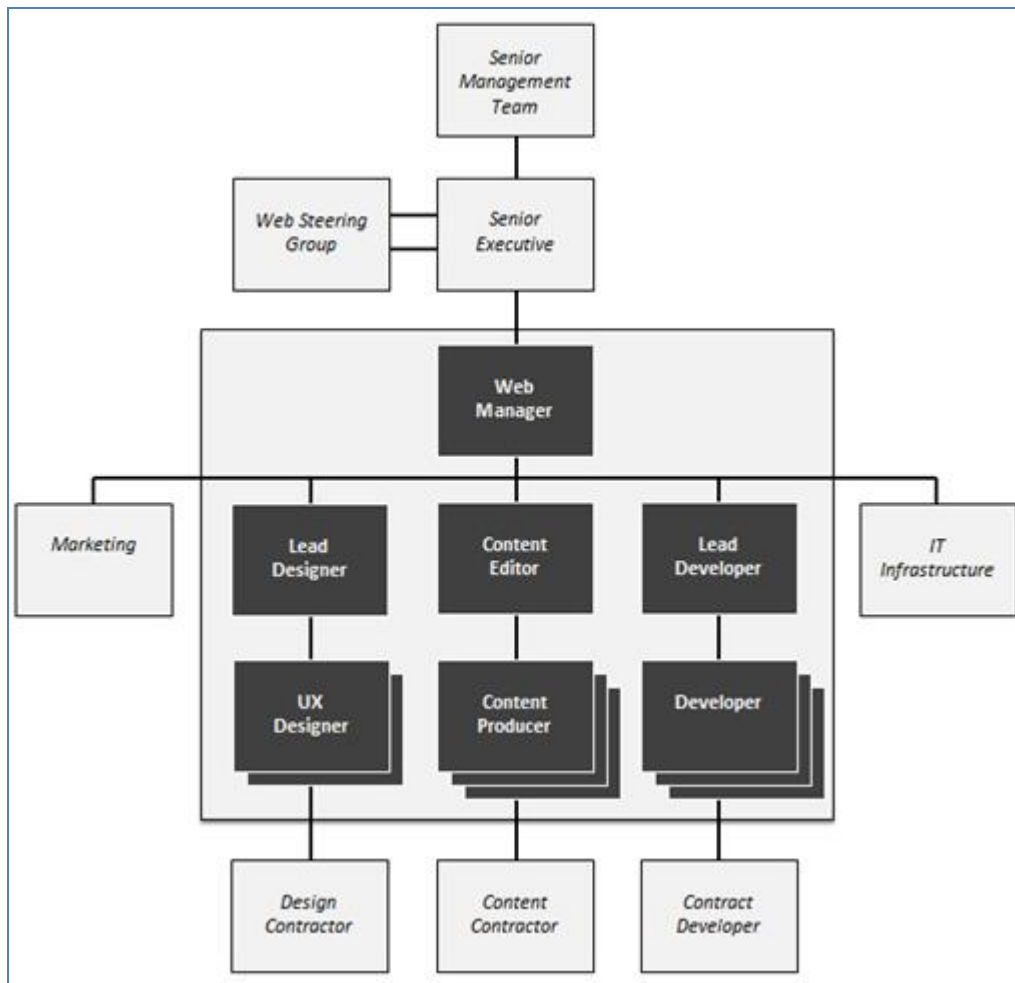 Senior
Management
Team
Web Steering
Group
Senior
Executive
Web
Manager
Marketing
Lead
Designer
Content
Editor
Lead
Developer
IT
Infrastructure
UX
Designer
Content
Producer
Developer
Design
Contractor
Content
Contractor
Contract
Developer